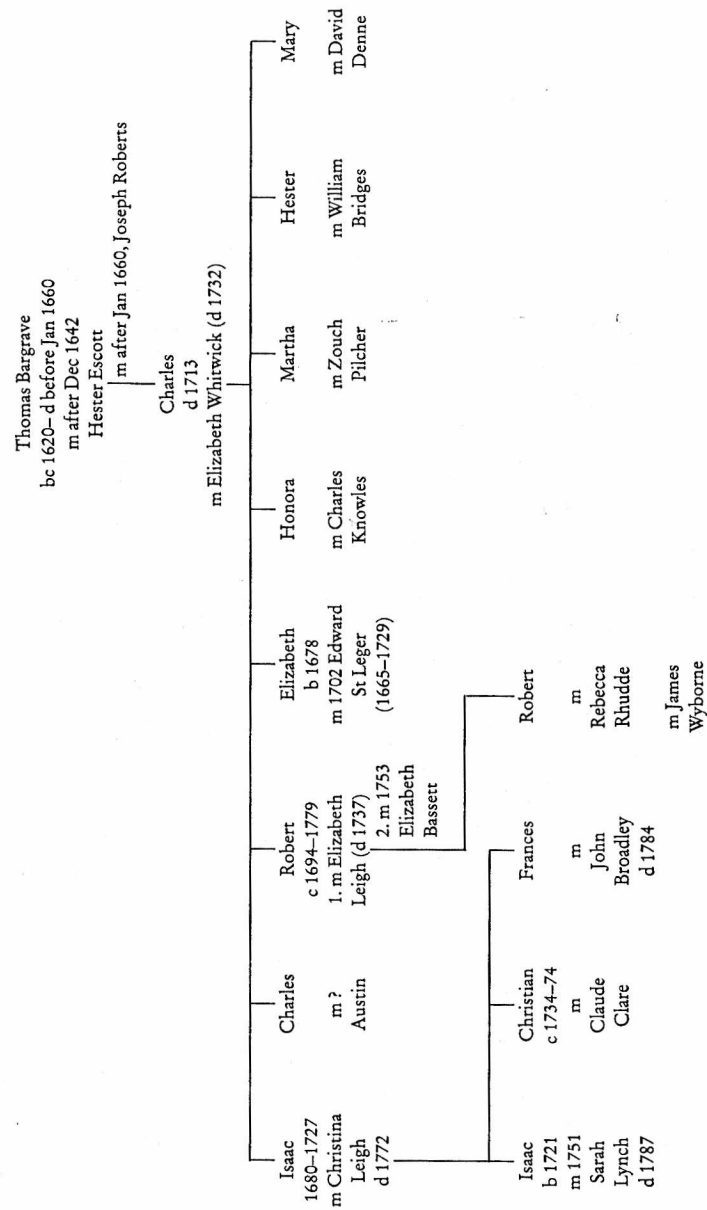 Thomas Bargrave
bc 1620– d before Jan 1660
m after Dec 1642
Hester Escott
m after Jan 1660, Joseph Roberts
Charles
d 1713
m Elizabeth Whitwick (d 1732)
Isaac
1680–1727
m Christina
Leigh
d 1772
Charles
m ?
Austin
Robert
c 1694–1779
1. m Elizabeth
Leigh (d 1737)
2. m 1753
Elizabeth
Bassett
Elizabeth
b 1678
m 1702 Edward
St Leger
(1665–1729)
Honora
m Charles
Knowles
Martha
m Zouch
Pilcher
Hester
m William
Bridges
Mary
m David
Denne
Isaac
b 1721
m 1751
Sarah
Lynch
d 1787
Christian
c 1734–74
m
Claude
Clare
Frances
m
John
Broadley
d 1784
Robert
m
Rebecca
Rhudde
m James
Wyborne